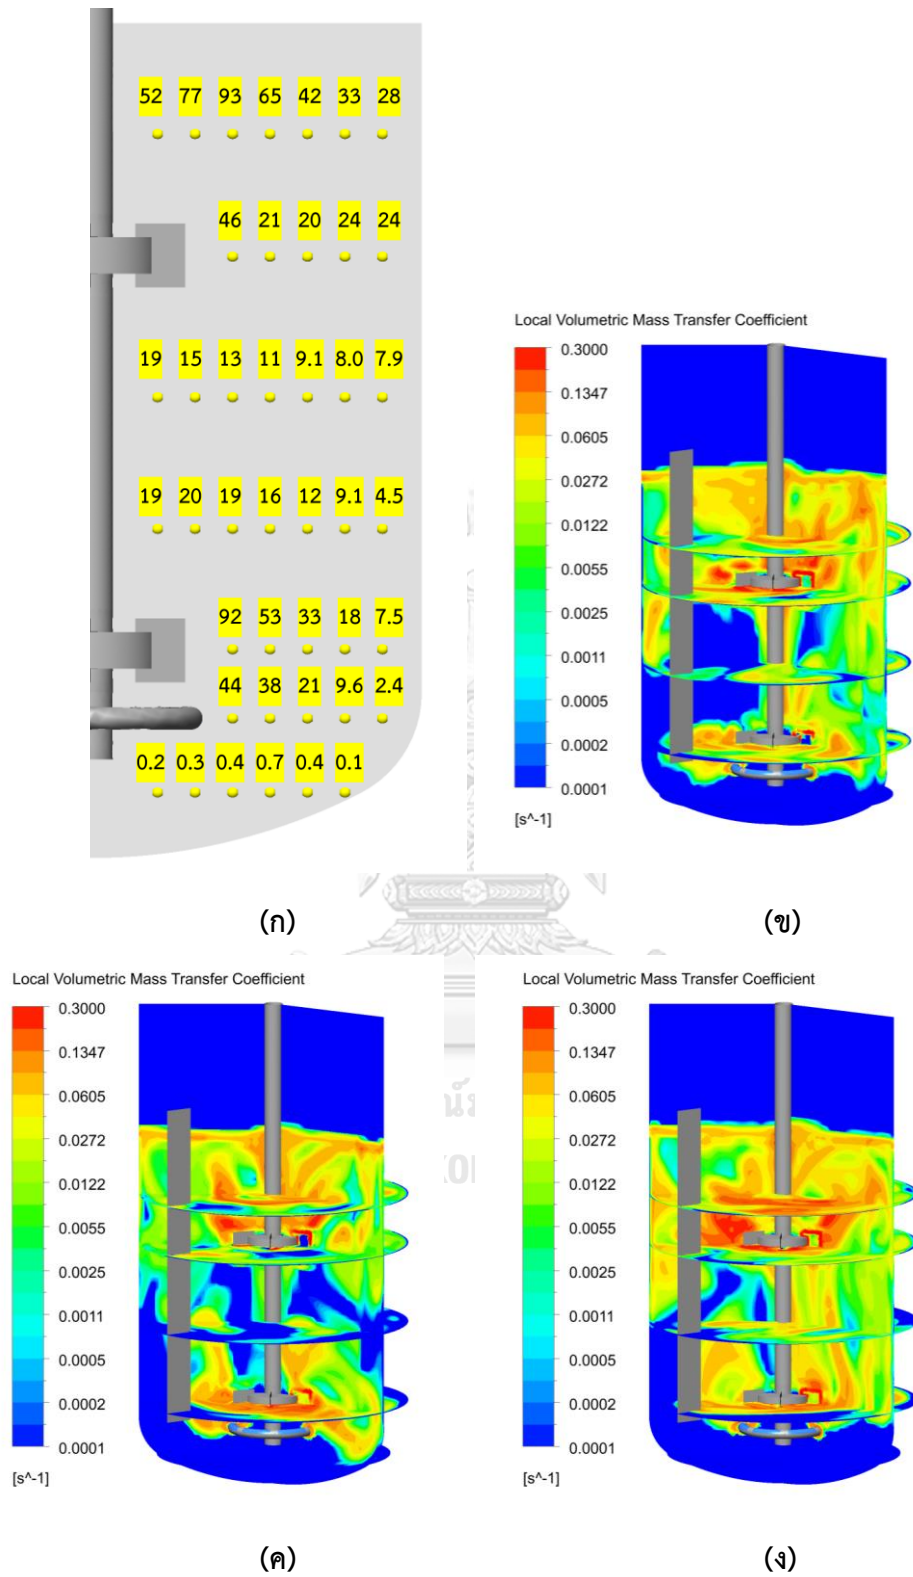 52 77 93 65 42 33 28
46 21 20 24 24
19 15 13 11 9.1 8.0 7.9
19 20 19 16 12 9.1 4.5
92 53 33 18 7.5
44 38 21 9.6 2.4
0.2 0.3 0.4 0.7 0.4 0.1
(ก)
Local Volumetric Mass Transfer Coefficient
0.3000
0.1347
0.0605
0.0272
0.0122
0.0055
0.0025
0.0011
0.0005
0.0002
0.0001
[s^-1]
(ข)
Local Volumetric Mass Transfer Coefficient
0.3000
0.1347
0.0605
0.0272
0.0122
0.0055
0.0025
0.0011
0.0005
0.0002
0.0001
[s^-1]
(ค)
Local Volumetric Mass Transfer Coefficient
0.3000
0.1347
0.0605
0.0272
0.0122
0.0055
0.0025
0.0011
0.0005
0.0002
0.0001
[s^-1]
(ง)